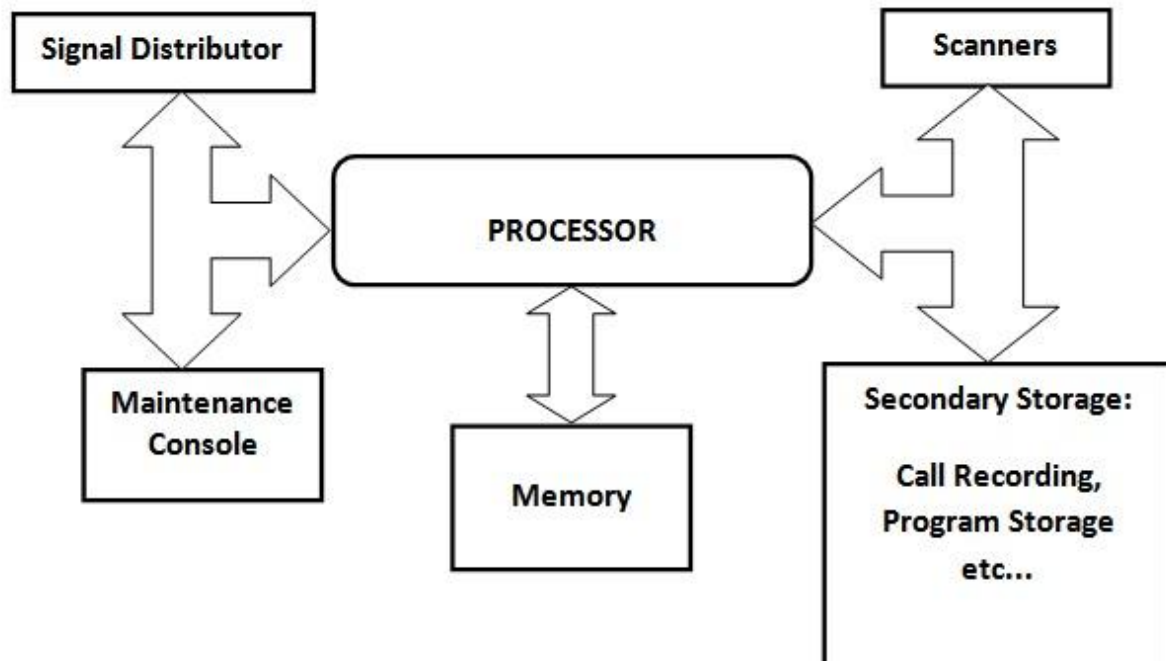 Signal Distributor
Scanners
PROCESSOR
Maintenance
Console
Memory
Secondary Storage:
Call Recording,
Program Storage
etc...